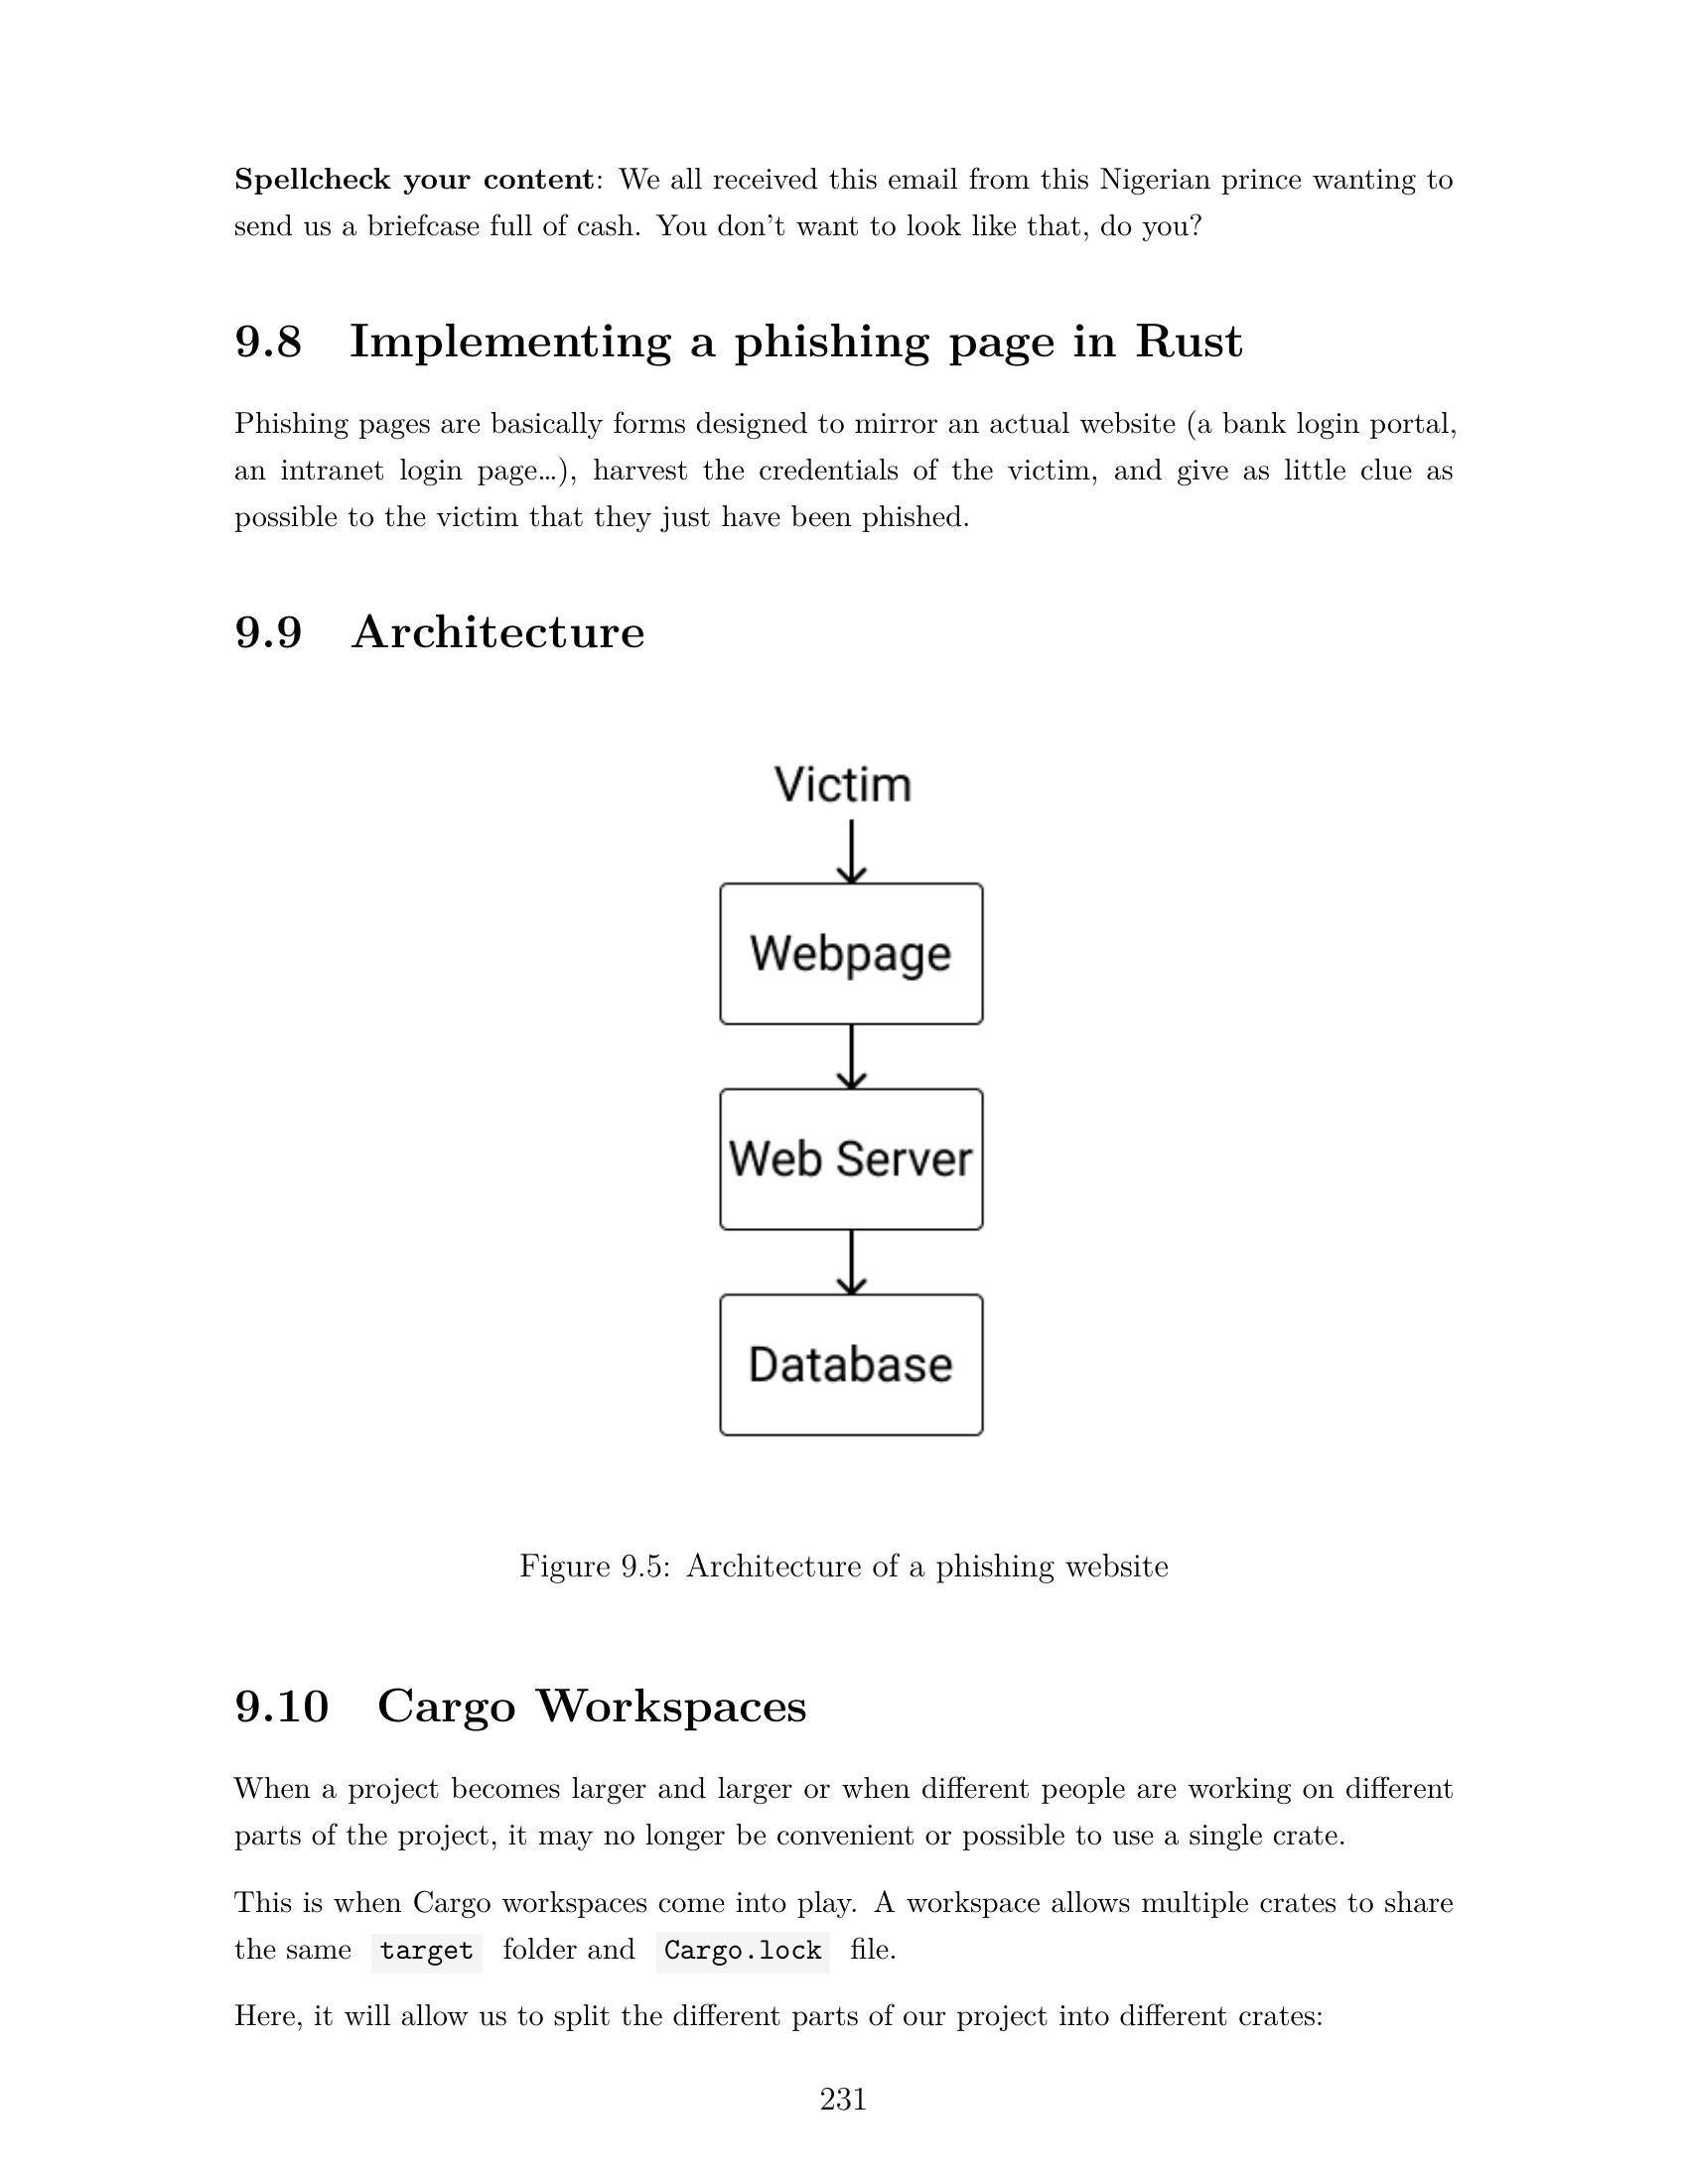 Spellcheck your content: We all received this email from this Nigerian prince wanting to
send us a briefcase full of cash. You don't want to look like that, do you?
9.8 Implementing a phishing page in Rust
Phishing pages are basically forms designed to mirror an actual website (a bank login portal,
an intranet login page…), harvest the credentials of the victim, and give as little clue as
possible to the victim that they just have been phished.
9.9 Architecture
Victim
Webpage
Web Server
Database
Figure 9.5: Architecture of a phishing website
9.10 Cargo Workspaces
When a project becomes larger and larger or when different people are working on different
parts of the project, it may no longer be convenient or possible to use a single crate.
This is when Cargo workspaces come into play. A workspace allows multiple crates to share
the same target folder and Cargo.lock file.
Here, it will allow us to split the different parts of our project into different crates:
231